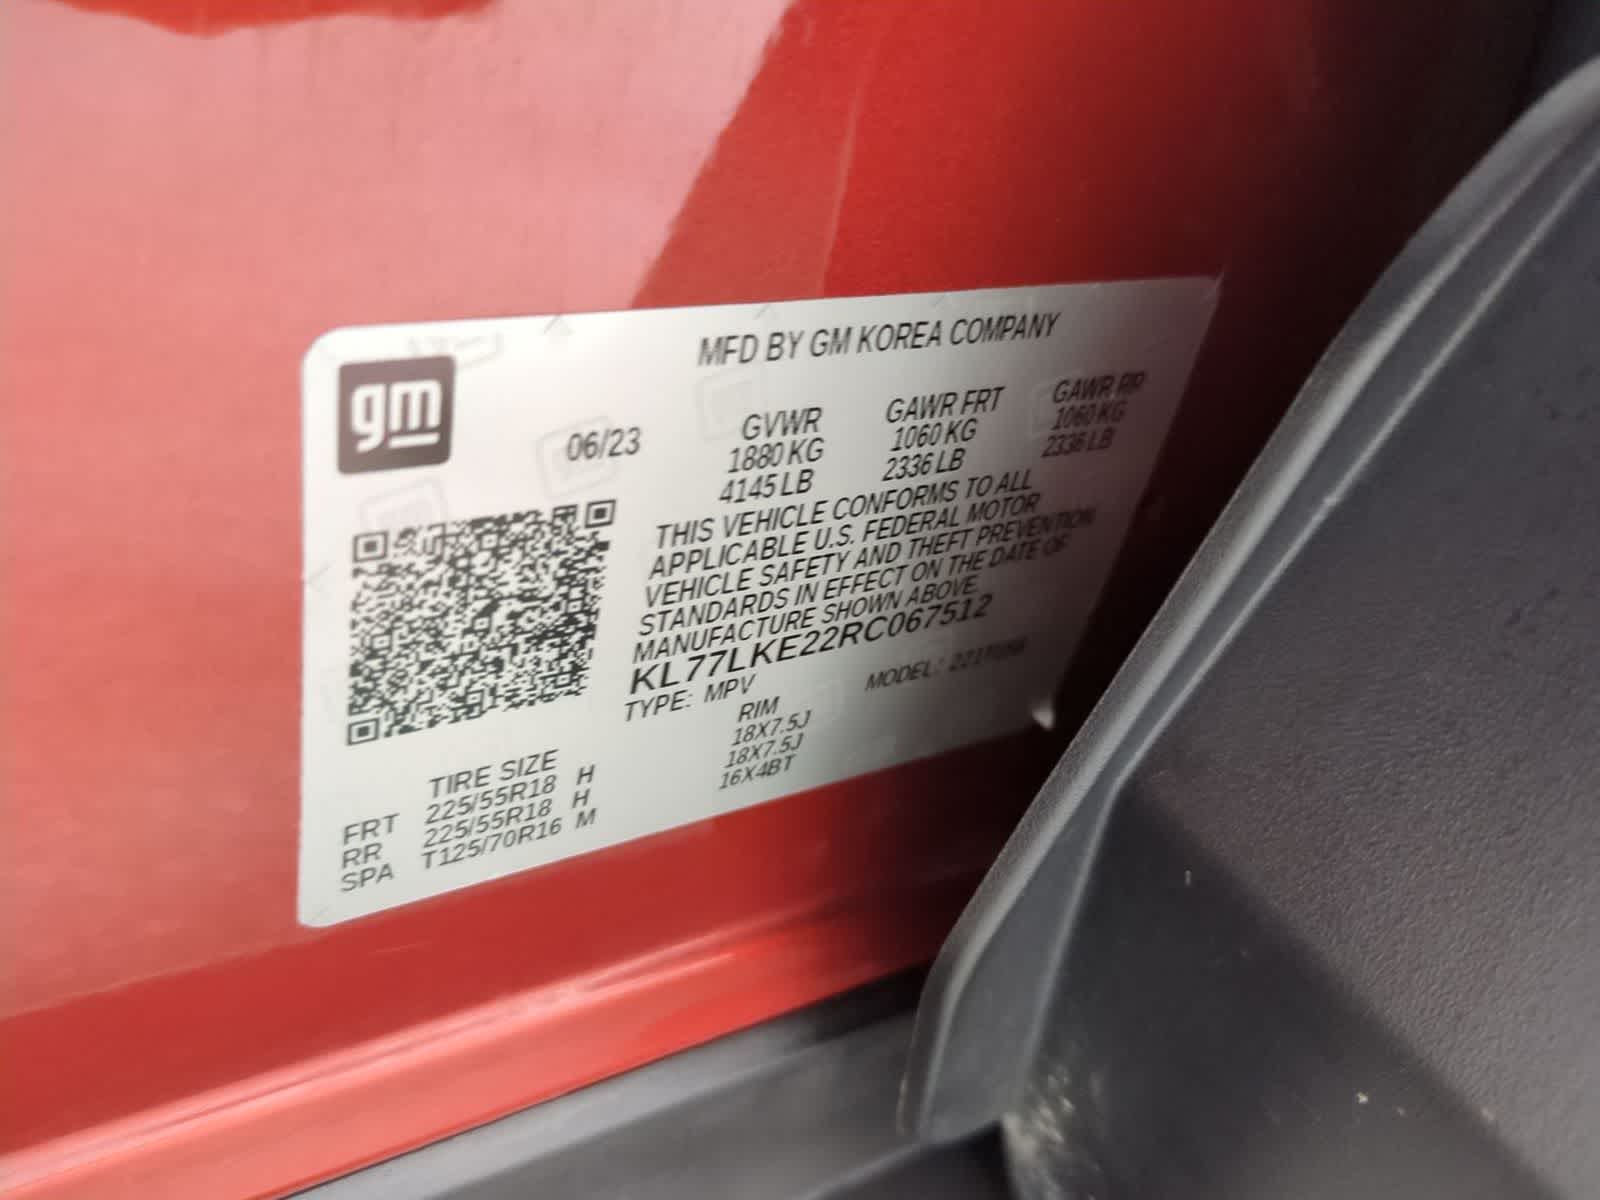 gm
MFD BY GM KOREA COMPANY
06/23
GVWR GAWR FRT GAWR RR
1880 KG 1060 KG 1060 KG
4145 LB 2336 LB 2336 LB
THIS VEHICLE CONFORMS TO ALL
APPLICABLE U.S. FEDERAL MOTOR
VEHICLE SAFETY AND THEFT PREVENTION
STANDARDS IN EFFECT ON THE DATE OF
MANUFACTURE SHOWN ABOVE.
KL77LKE22RC067512
TYPE: MPV MODEL:
TIRE SIZE RIM
FRT 225/55R18 H 18X7.5J
RR 225/55R18 H 18X7.5J
SPA T125/70R16 M 16X4BT